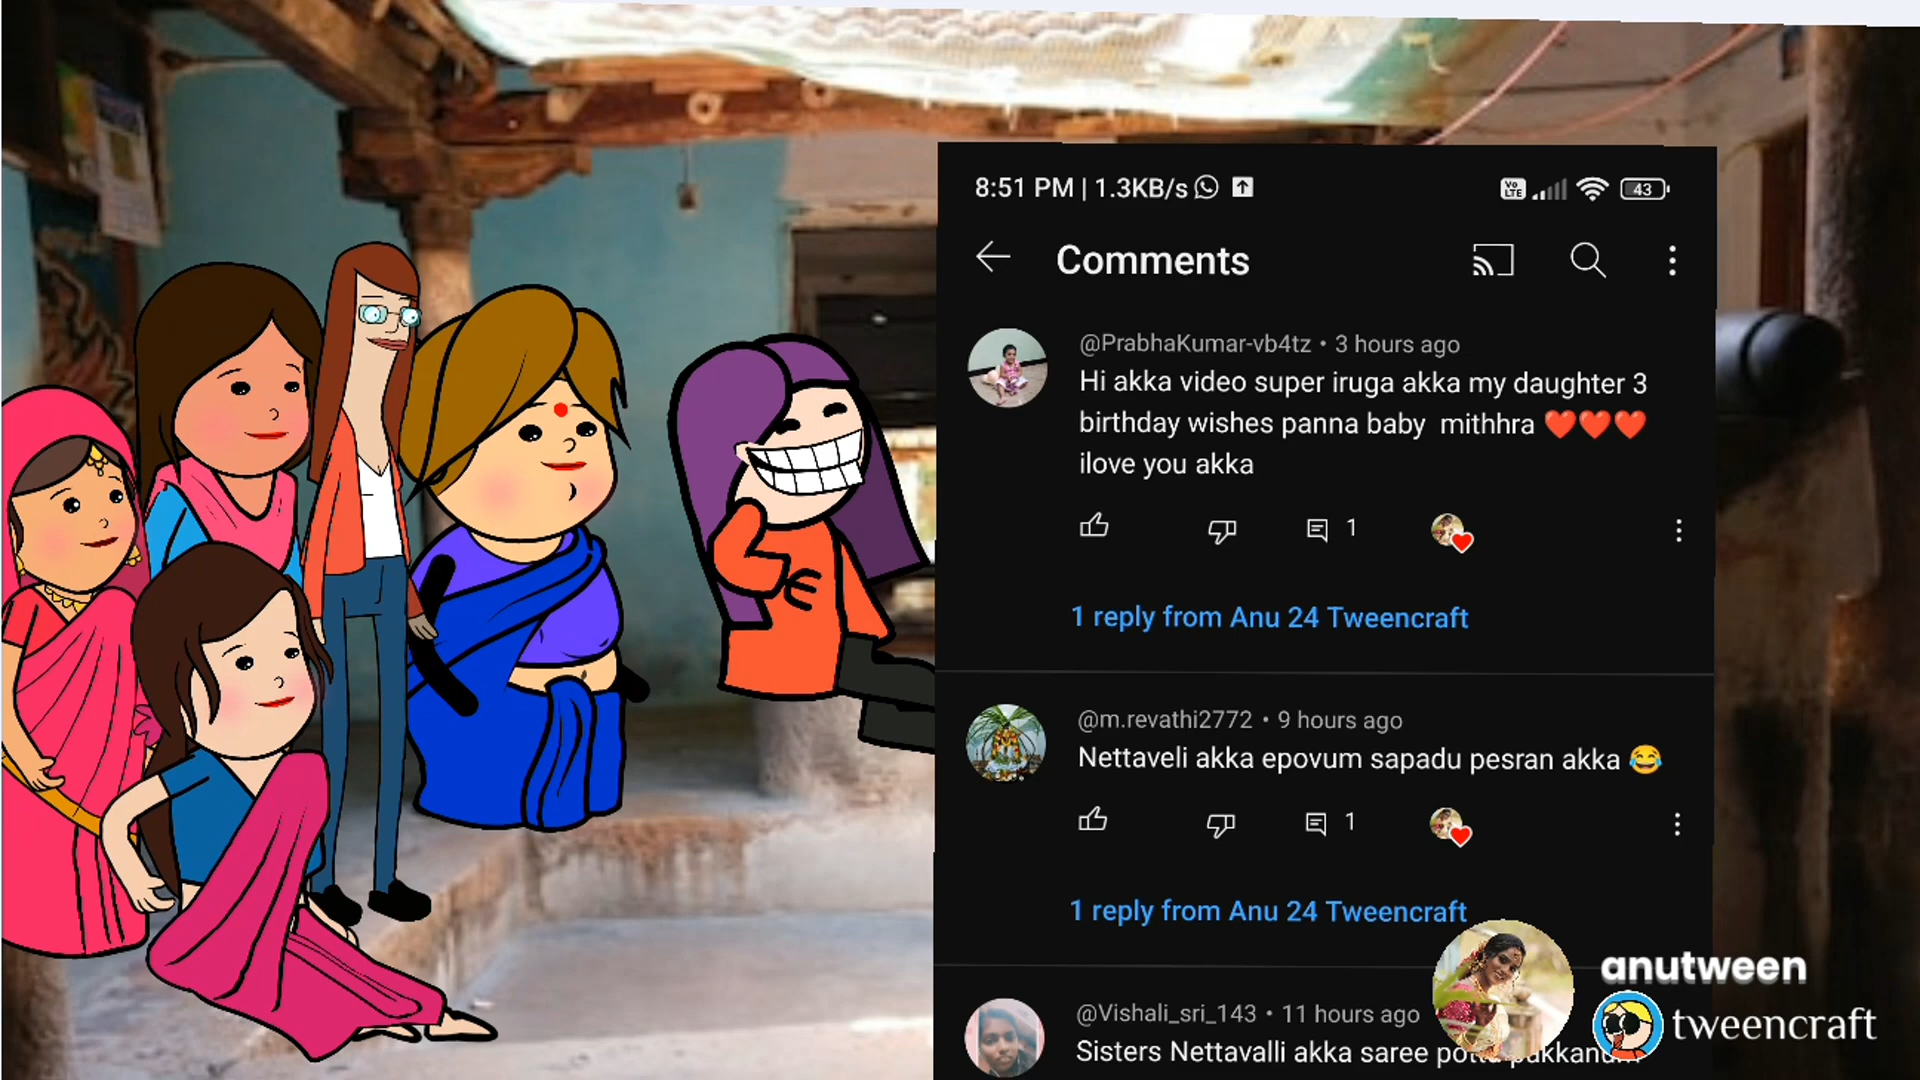 8:51 PM | 1.3KB/s
Vo LTE
43
Comments
@PrabhaKumar-vb4tz • 3 hours ago
Hi akka video super iruga akka my daughter 3
birthday wishes panna baby mithhra ❤️❤️❤️
ilove you akka
1
1 reply from Anu 24 Tweencraft
@m.revathi2772 • 9 hours ago
Nettaveli akka epovum sapadu pesran akka 😂
1
1 reply from Anu 24 Tweencraft
@Vishali_sri_143 • 11 hours ago
Sisters Nettavalli akka saree
anutween
tweencraft